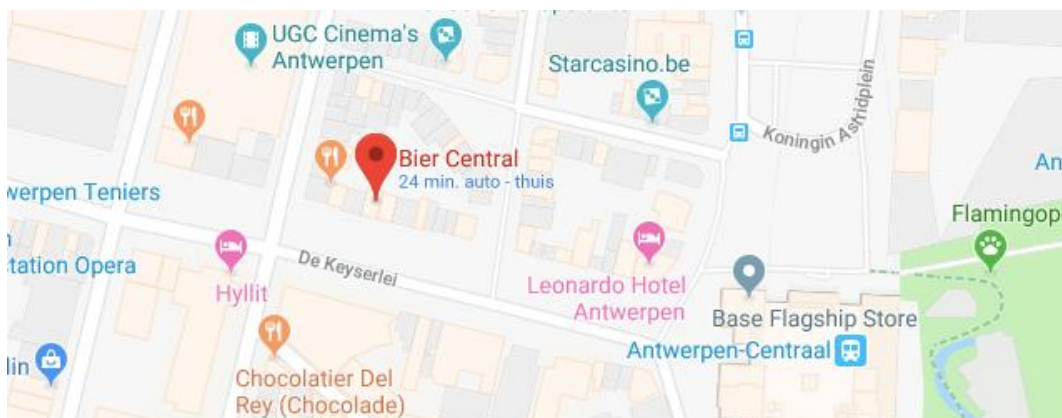 UGC Cinema's
Antwerpen
Starcasino.be
Koningin Astridplein
Bier Central
24 min. auto - thuis
werpen Teniers
An
Flamingop
tation Opera
De Keyserlei
Hyllit
Leonardo Hotel
Antwerpen
Base Flagship Store
Antwerpen-Centraal
lin
Chocolatier Del
Rey (Chocolade)